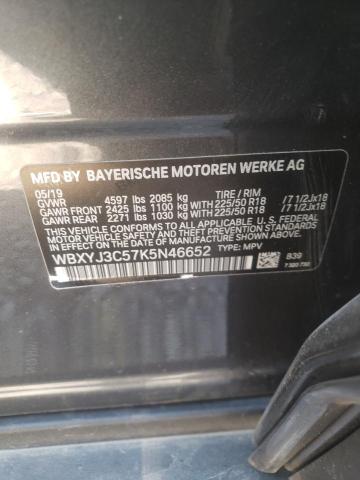 MFD BY BAYERISCHE MOTOREN WERKE AG
05/19
GVWR 4597 lbs 2085 kg TIRE / RIM
GAWR FRONT 2425 lbs 1100 kg WITH 225/50 R18 /7 1/2Jx18
GAWR REAR 2271 lbs 1030 kg WITH 225/50 R18 /7 1/2Jx18
THIS VEHICLE CONFORMS TO ALL APPLICABLE U.S. FEDERAL
MOTOR VEHICLE SAFETY, BUMPER, AND THEFT PREVENTION
STANDARDS IN EFFECT ON THE DATE OF MANUFACTURE SHOWN ABOVE.
WBXYJ3C57K5N46652 TYPE: MPV
B39